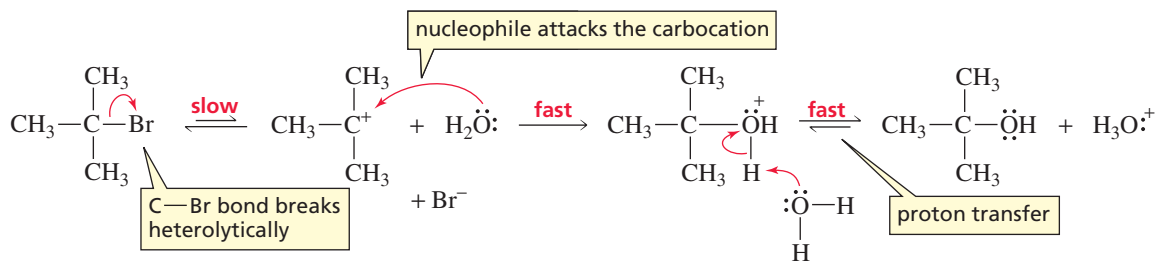 nucleophile attacks the carbocation
CH₃ CH₃ CH₃ CH₃
CH₃—C—Br slow CH₃—C⁺ + H₂Ö: fast CH₃—C—ÖH⁺ fast CH₃—C—ÖH + H₃O:⁺
CH₃ CH₃ CH₃ H CH₃
+ Br⁻
C—Br bond breaks
heterolytically
:Ö—H
H
proton transfer